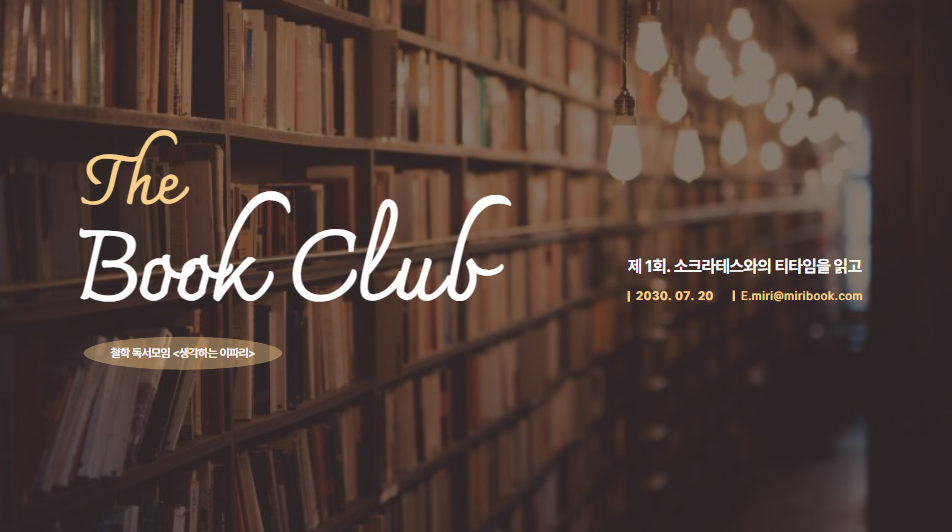 The
Book Club
철학 독서모임 <생각하는 이파리>
제 1회. 소크라테스와의 티타임을 읽고
| 2030. 07. 20 | E.miri@miribook.com